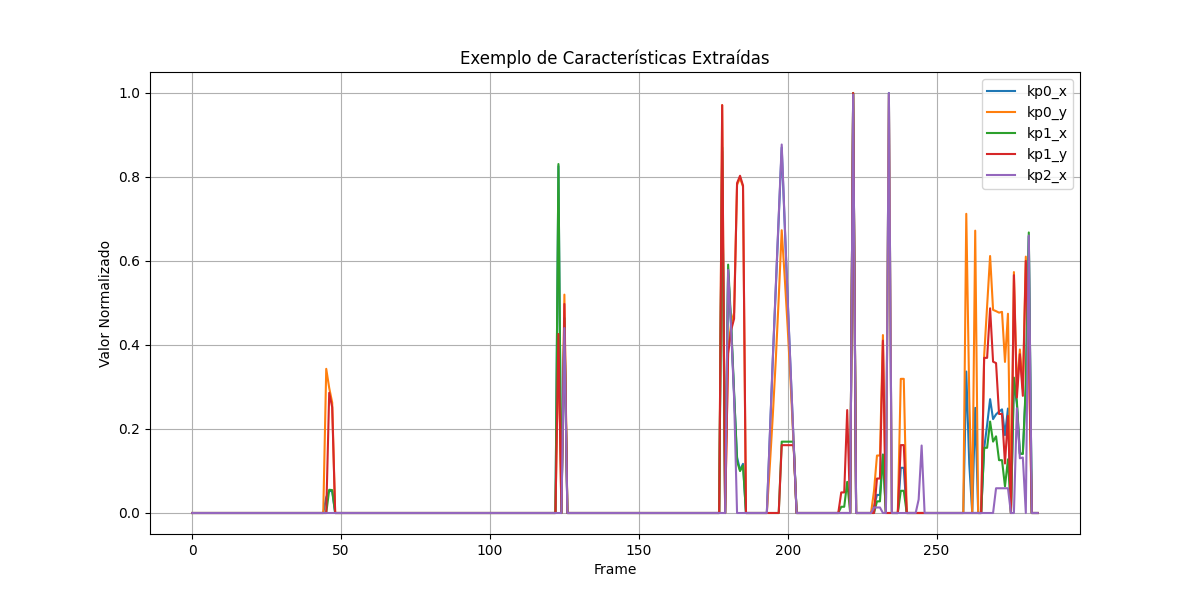 Exemplo de Características Extraídas
Valor Normalizado
1.0
0.8
0.6
0.4
0.2
0.0
0
50
100
150
200
250
Frame
kp0_x
kp0_y
kp1_x
kp1_y
kp2_x